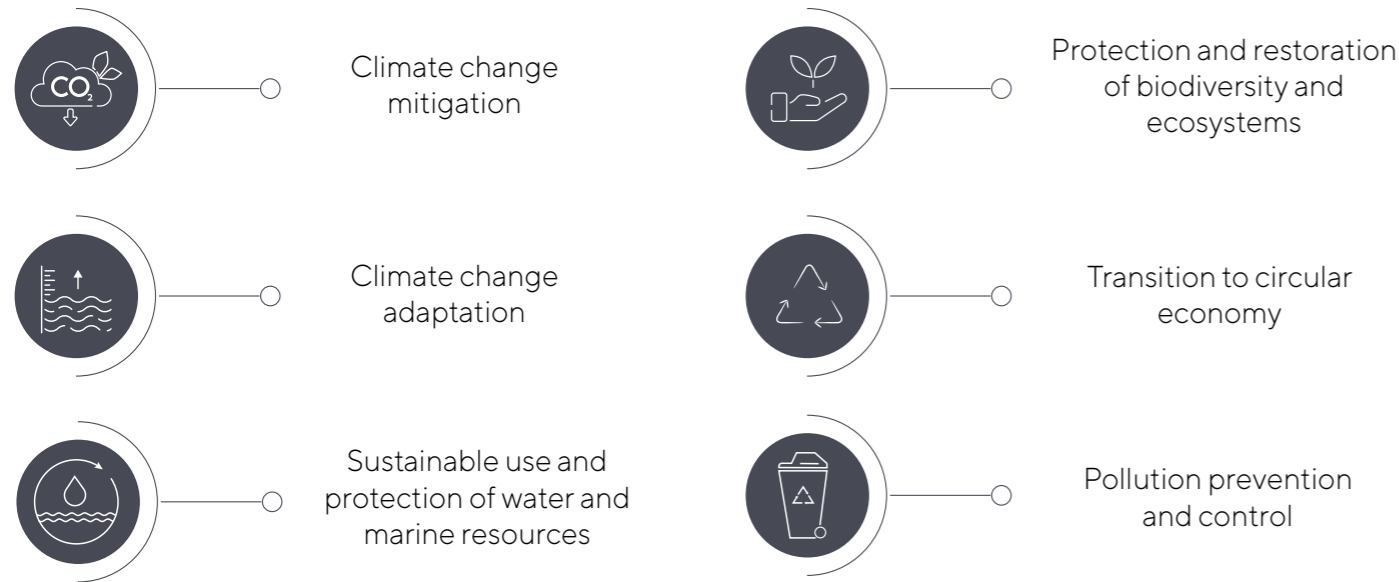 CO₂
Climate change
mitigation
Climate change
adaptation
Sustainable use and
protection of water and
marine resources
Protection and restoration
of biodiversity and
ecosystems
Transition to circular
economy
Pollution prevention
and control